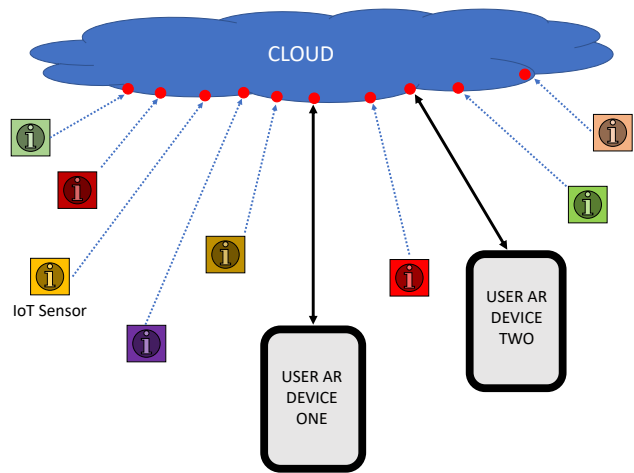 CLOUD
i
i
i
i
i
i
i
i
IoT Sensor
USER AR
DEVICE
ONE
USER AR
DEVICE
TWO